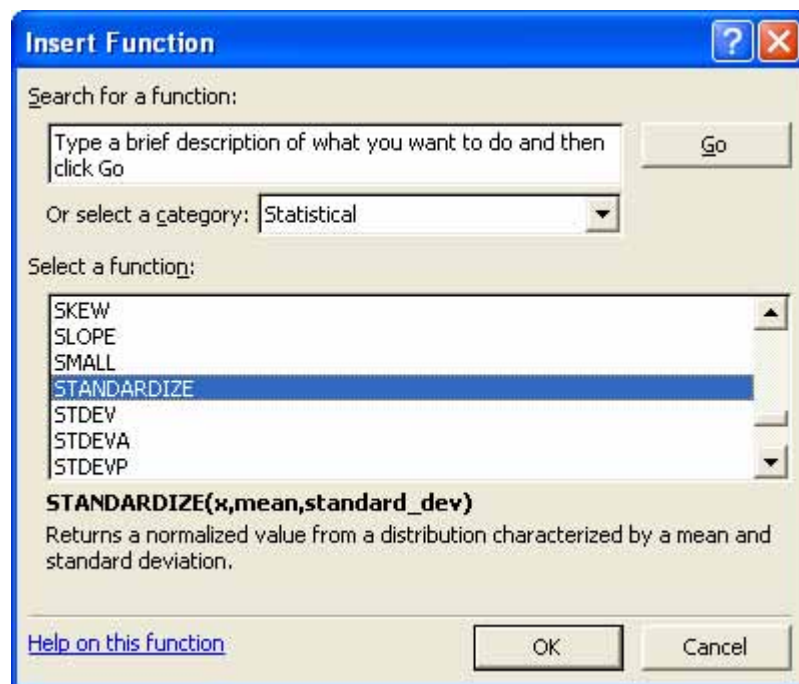 Insert Function
?
Search for a function:
Type a brief description of what you want to do and then
click Go
Go
Or select a category: Statistical
Select a function:
SKEW
SLOPE
SMALL
STANDARDIZE
STDEV
STDEVA
STDEVP
STANDARDIZE(x,mean,standard_dev)
Returns a normalized value from a distribution characterized by a mean and
standard deviation.
Help on this function
OK
Cancel